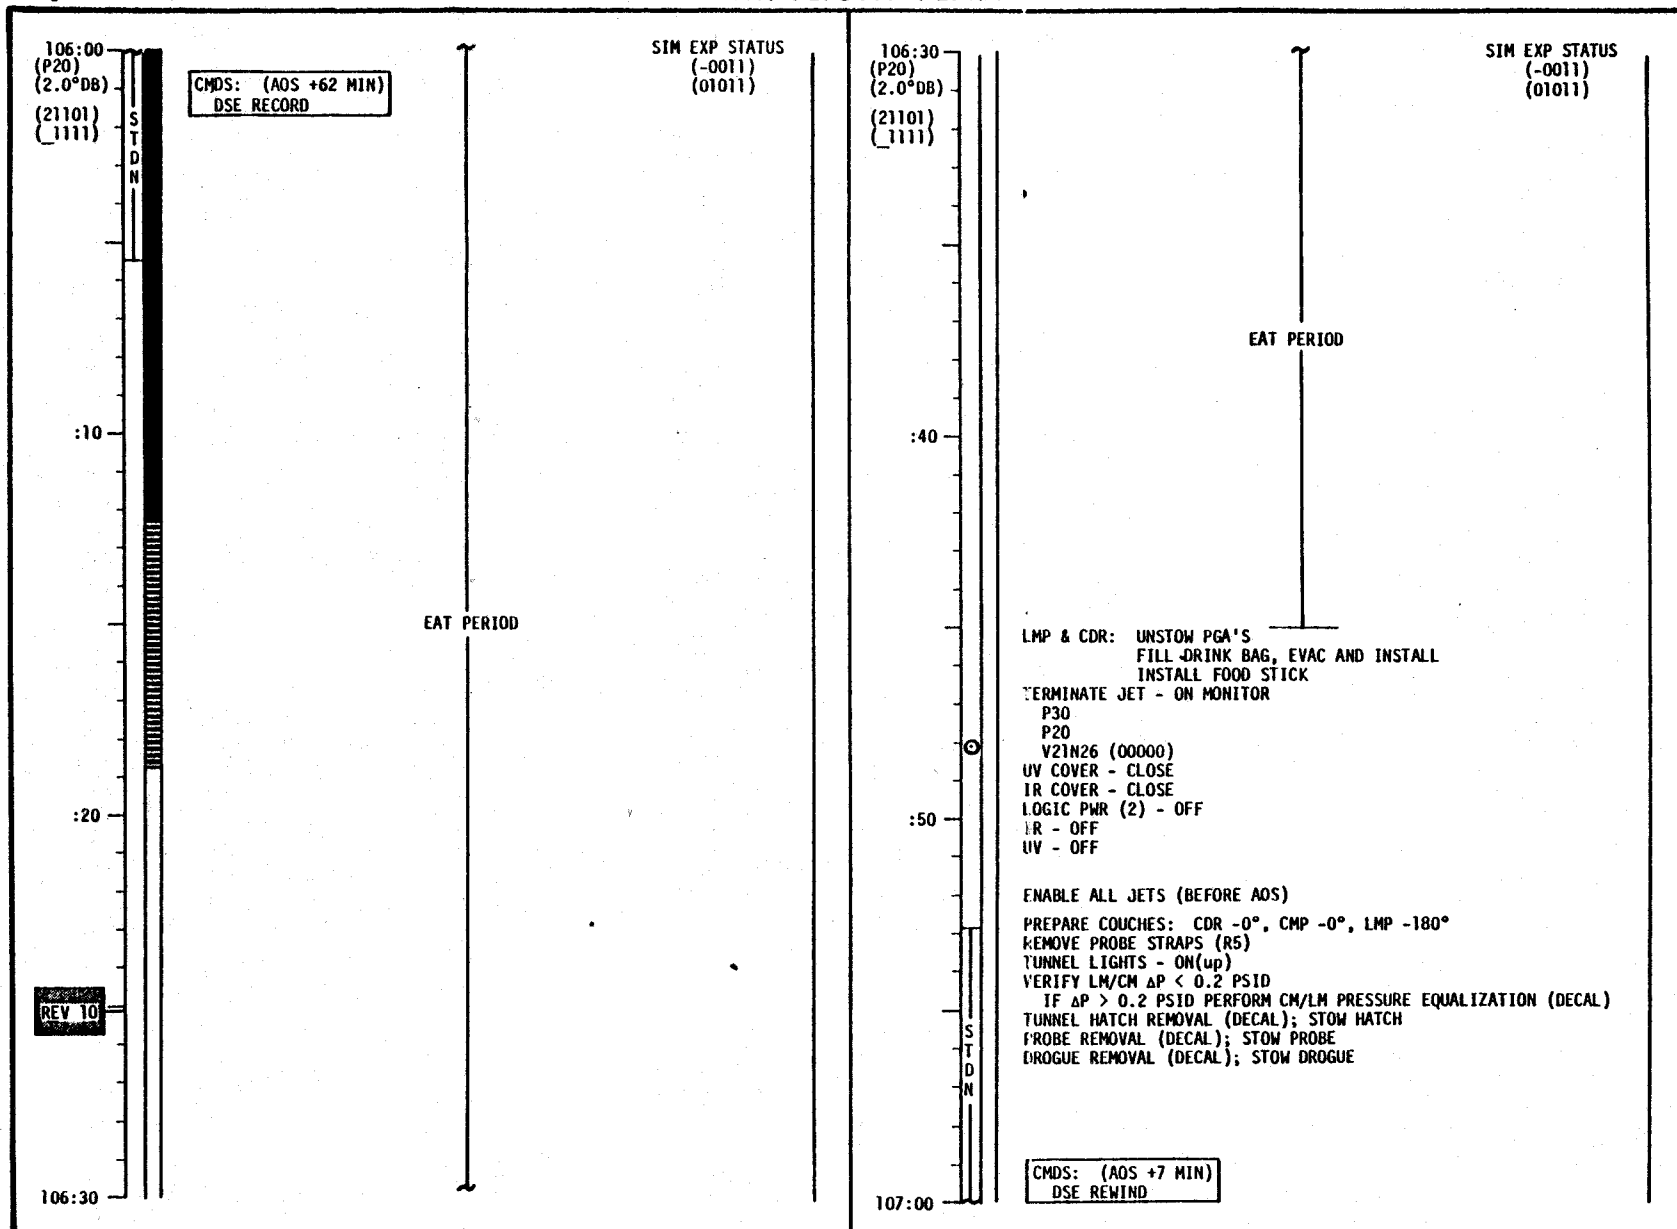 106:00
(P20)
(2.0°DB)
(21101)
(_1111)
STDN
CMDS: (AOS +62 MIN)
DSE RECORD
SIM EXP STATUS
(-0011)
(01011)
:10
EAT PERIOD
:20
REV 10
106:30
106:30
(P20)
(2.0°DB)
(21101)
(_1111)
SIM EXP STATUS
(-0011)
(01011)
EAT PERIOD
:40
LMP & CDR: UNSTOW PGA'S
FILL DRINK BAG, EVAC AND INSTALL
INSTALL FOOD STICK
TERMINATE JET - ON MONITOR
P30
P20
V21N26 (00000)
UV COVER - CLOSE
IR COVER - CLOSE
LOGIC PWR (2) - OFF
:50
IR - OFF
UV - OFF
ENABLE ALL JETS (BEFORE AOS)
PREPARE COUCHES: CDR -0°, CMP -0°, LMP -180°
REMOVE PROBE STRAPS (R5)
TUNNEL LIGHTS - ON(up)
VERIFY LM/CM ΔP < 0.2 PSID
IF ΔP > 0.2 PSID PERFORM CM/LM PRESSURE EQUALIZATION (DECAL)
TUNNEL HATCH REMOVAL (DECAL); STOW HATCH
PROBE REMOVAL (DECAL); STOW PROBE
DROGUE REMOVAL (DECAL); STOW DROGUE
STDN
CMDS: (AOS +7 MIN)
DSE REWIND
107:00